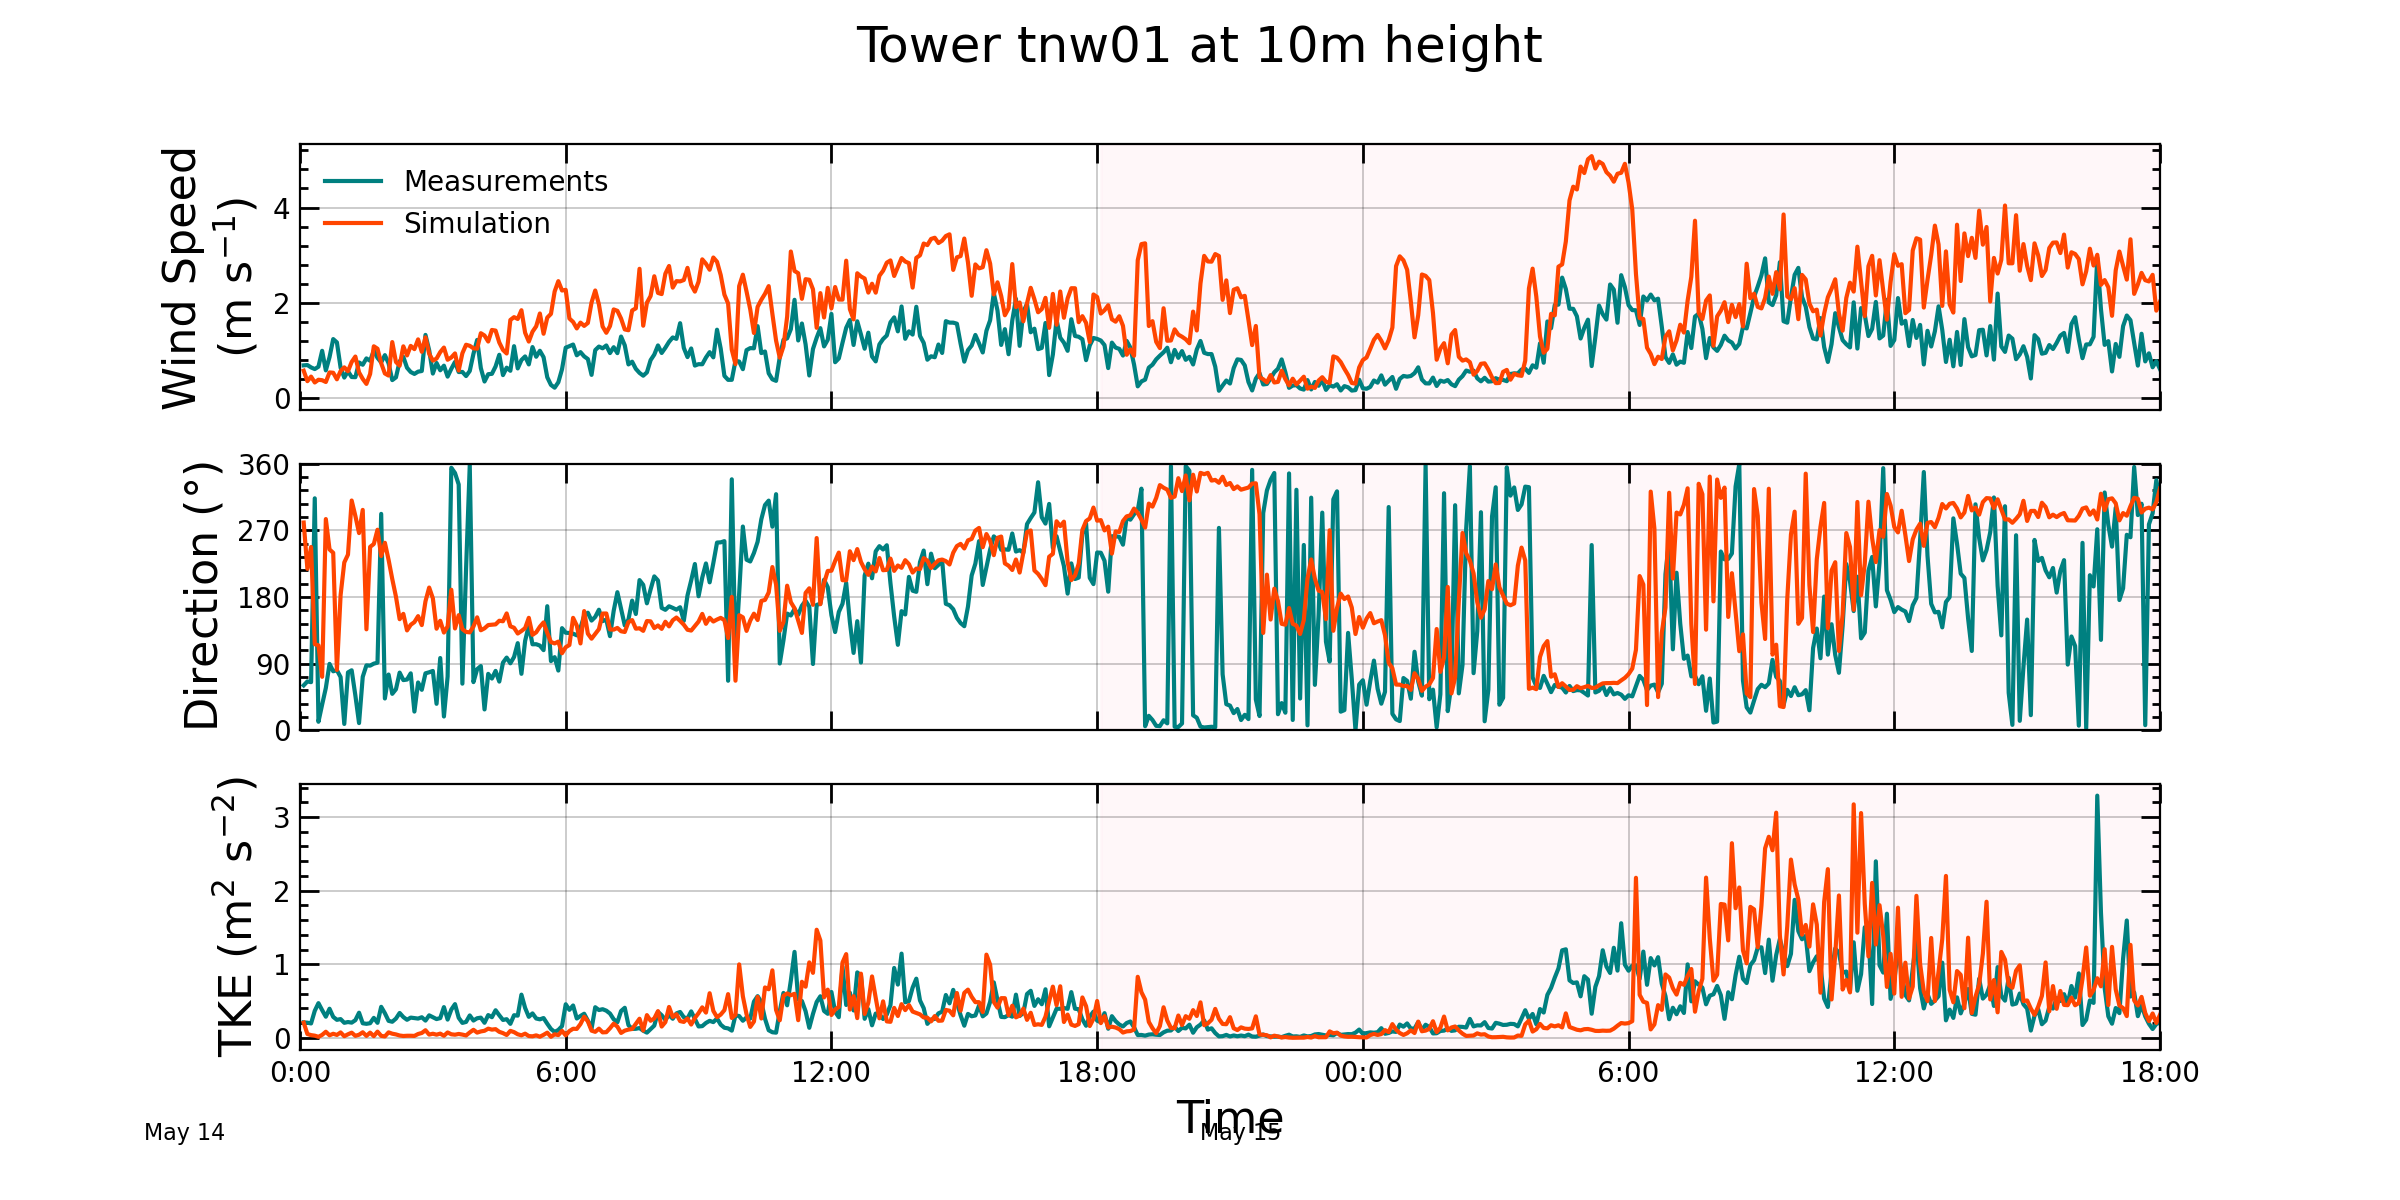 Tower tnw01 at 10m height
Wind Speed
(m s⁻¹)
4
2
0
Measurements
Simulation
Direction (°)
360
270
180
90
0
TKE (m² s⁻²)
3
2
1
0
0:00 6:00 12:00 18:00 00:00 6:00 12:00 18:00
Time
May 14 May 15